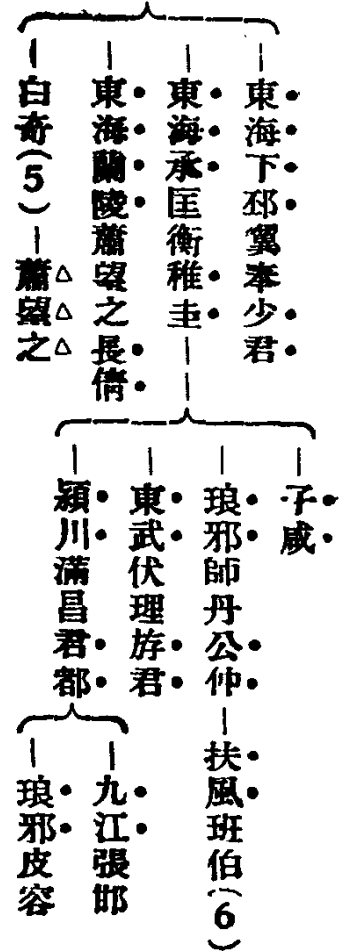 東海下邳翼奉少君
東海承匡衡稚圭
東海蘭陵蕭望之長倩
白奇(5)—蕭望之
子咸
琅邪師丹公仲—扶風班伯(6)
東武伏理斿君
潁川滿昌君都
九江張邯
琅邪皮容